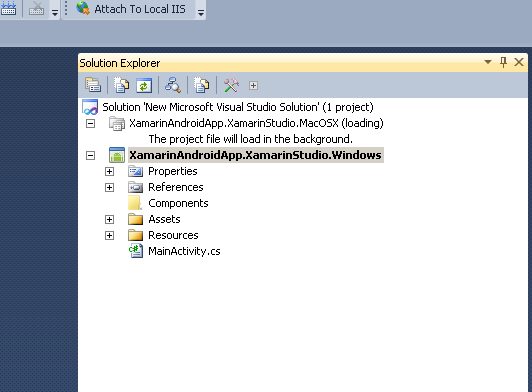 Attach To Local IIS
Solution Explorer
Solution 'New Microsoft Visual Studio Solution' (1 project)
XamarinAndroidApp.XamarinStudio.MacOSX (loading)
The project file will load in the background.
XamarinAndroidApp.XamarinStudio.Windows
Properties
References
Components
Assets
Resources
MainActivity.cs